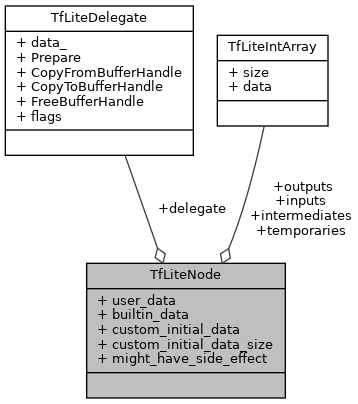 TfLiteDelegate
+ data_
+ Prepare
+ CopyFromBufferHandle
+ CopyToBufferHandle
+ FreeBufferHandle
+ flags
TfLiteIntArray
+ size
+ data
+delegate
+outputs
+inputs
+intermediates
+temporaries
TfLiteNode
+ user_data
+ builtin_data
+ custom_initial_data
+ custom_initial_data_size
+ might_have_side_effect